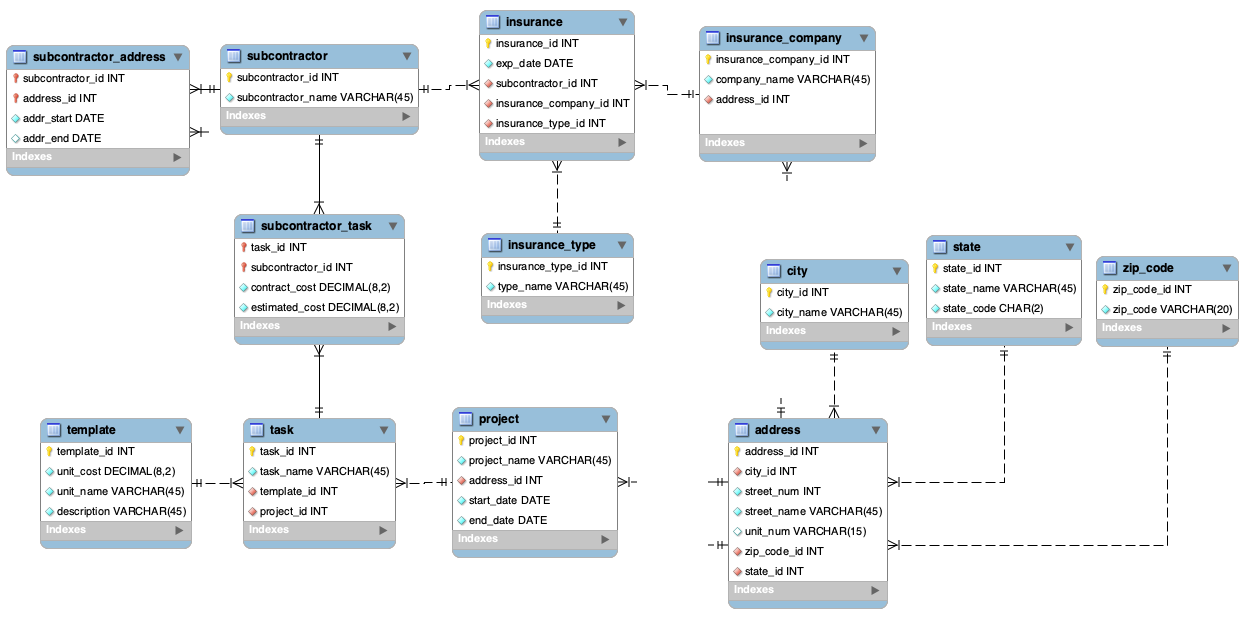 subcontractor_address
subcontractor_id INT
address_id INT
addr_start DATE
addr_end DATE
Indexes
subcontractor
subcontractor_id INT
subcontractor_name VARCHAR(45)
Indexes
insurance
insurance_id INT
exp_date DATE
subcontractor_id INT
insurance_company_id INT
insurance_type_id INT
Indexes
insurance_company
insurance_company_id INT
company_name VARCHAR(45)
address_id INT
Indexes
subcontractor_task
task_id INT
subcontractor_id INT
contract_cost DECIMAL(8,2)
estimated_cost DECIMAL(8,2)
Indexes
insurance_type
insurance_type_id INT
type_name VARCHAR(45)
Indexes
city
city_id INT
city_name VARCHAR(45)
Indexes
state
state_id INT
state_name VARCHAR(45)
state_code CHAR(2)
Indexes
zip_code
zip_code_id INT
zip_code VARCHAR(20)
Indexes
template
template_id INT
unit_cost DECIMAL(8,2)
unit_name VARCHAR(45)
description VARCHAR(45)
Indexes
task
task_id INT
task_name VARCHAR(45)
template_id INT
project_id INT
Indexes
project
project_id INT
project_name VARCHAR(45)
address_id INT
start_date DATE
end_date DATE
Indexes
address
address_id INT
city_id INT
street_num INT
street_name VARCHAR(45)
unit_num VARCHAR(15)
zip_code_id INT
state_id INT
Indexes